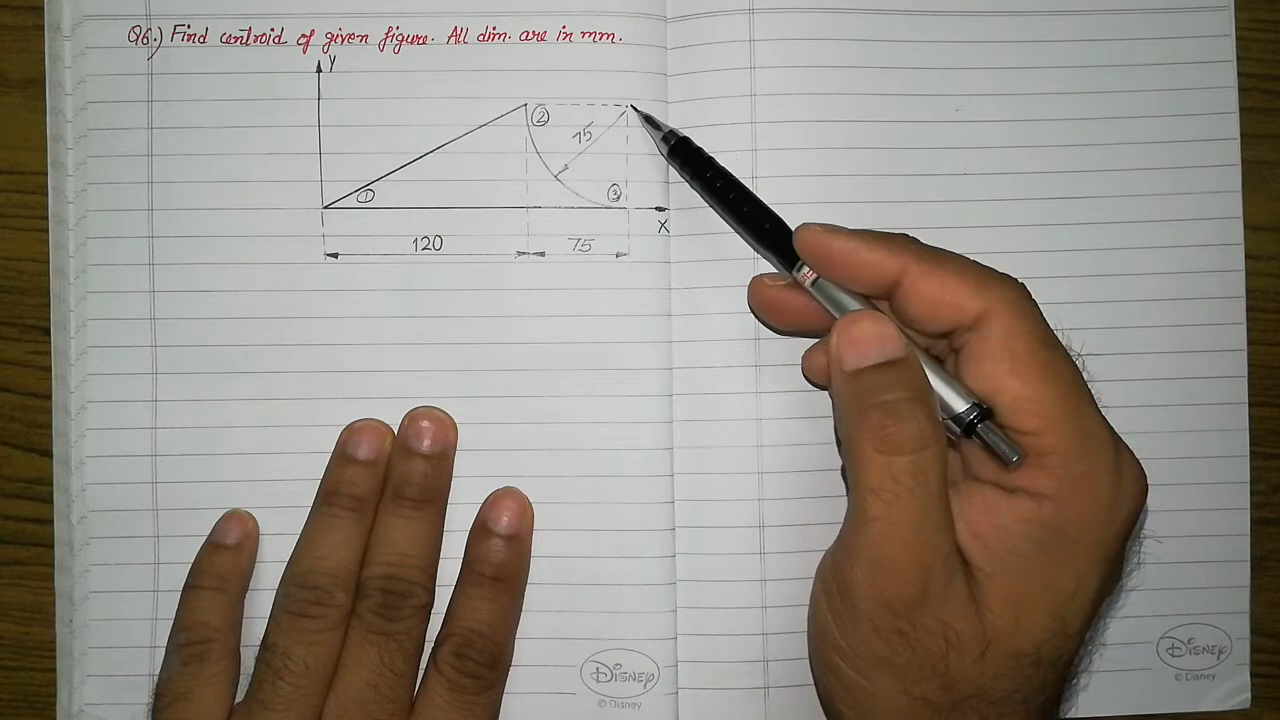 Q6.) Find centroid of given figure. All dim. are in mm.
Y
② 75
① ③
X
120 75
DISNEY
© Disney
DISNEY
© Disney